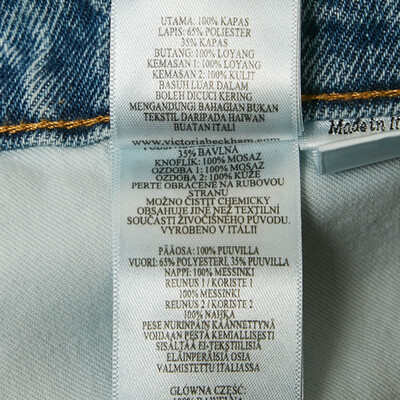 UTAMA: 100% KAPAS
LAPIS: 65% POLIESTER
35% KAPAS
BUTANG: 100% LOYANG
KEMASAN 1: 100% LOYANG
KEMASAN 2: 100% KULIT
BASUH LUAR DALAM
BOLEH DICUCI KERING
MENGANDUNGI BAHAGIAN BUKAN
TEKSTIL DARIPADA HAIWAN
BUATAN ITALI
www.victoriabeckham.com
35% BAVLNA
KNOFLÍK: 100% MOSAZ
OZDOBA 1: 100% MOSAZ
OZDOBA 2: 100% KŮŽE
PERTE OBRÁCENÉ NA RUBOVOU
STRANU
MOŽNO ČISTIT CHEMICKY
OBSAHUJE JINÉ NEŽ TEXTILNÍ
SOUČÁSTI ŽIVOČIŠNÉHO PŮVODU.
VYROBENO V ITÁLII
PÄÄOSA: 100% PUUVILLA
VUORI: 65% POLYESTERI, 35% PUUVILLA
NAPPI: 100% MESSINKI
REUNUS 1 / KORISTE 1
100% MESSINKI
REUNUS 2 / KORISTE 2
100% NAHKA
PESE NURINPÄIN KÄÄNNETTYNÄ
VOIDAAN PESTÄ KEMIALLISESTI
SISÄLTÄÄ EI-TEKSTIILISIÄ
ELÄINPERÄISIÄ OSIA
VALMISTETTU ITALIASSA
GŁÓWNA CZĘŚĆ:
Made in